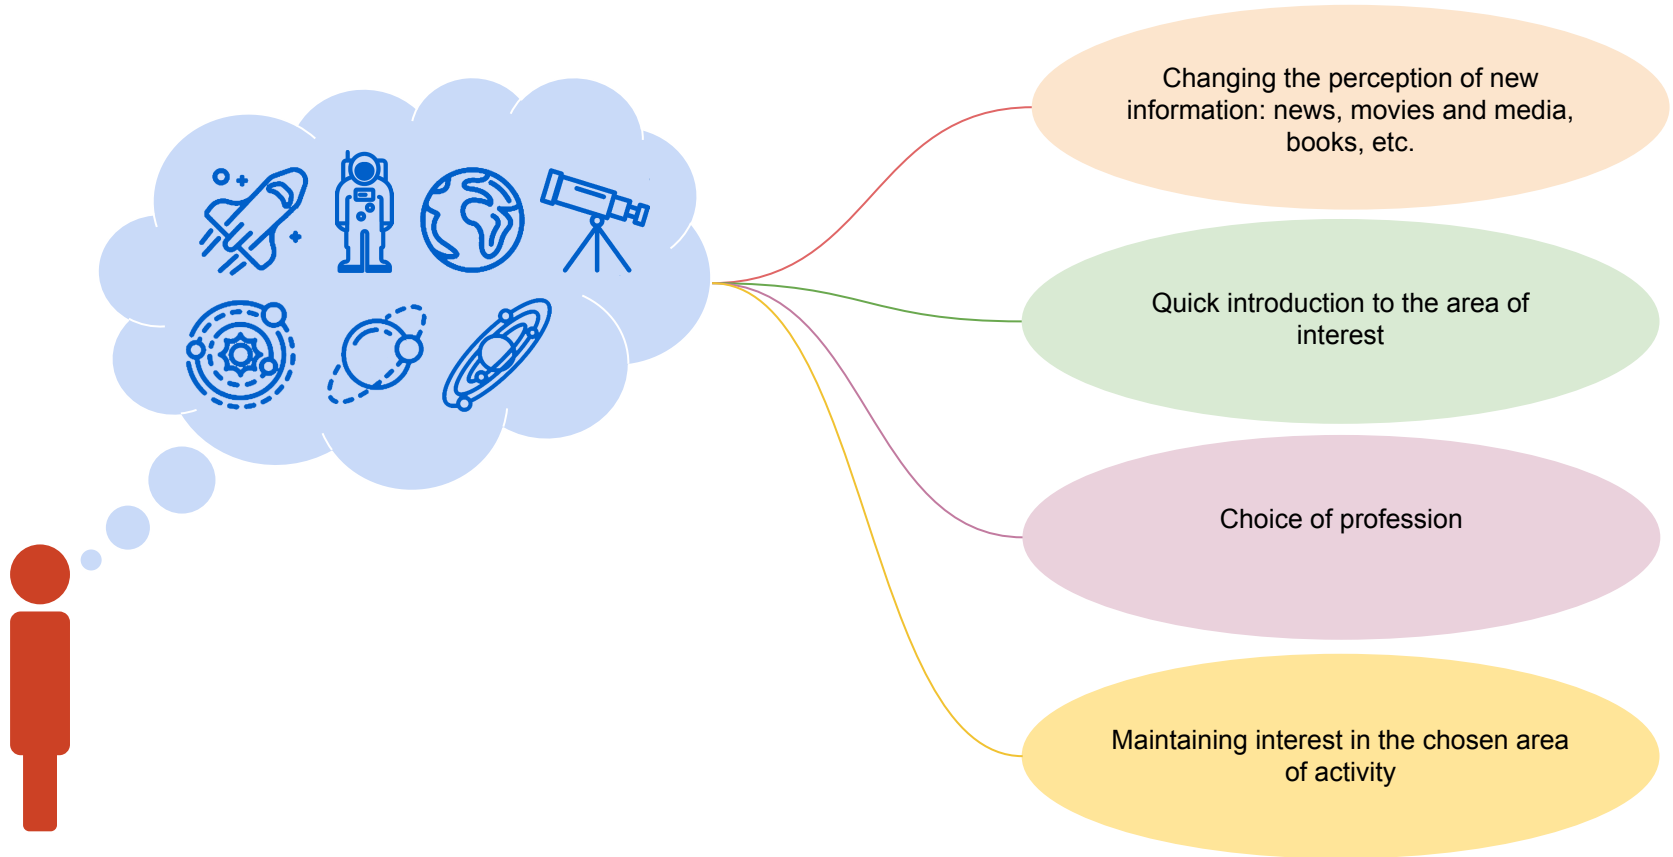 Changing the perception of new
information: news, movies and media,
books, etc.
Quick introduction to the area of
interest
Choice of profession
Maintaining interest in the chosen area
of activity